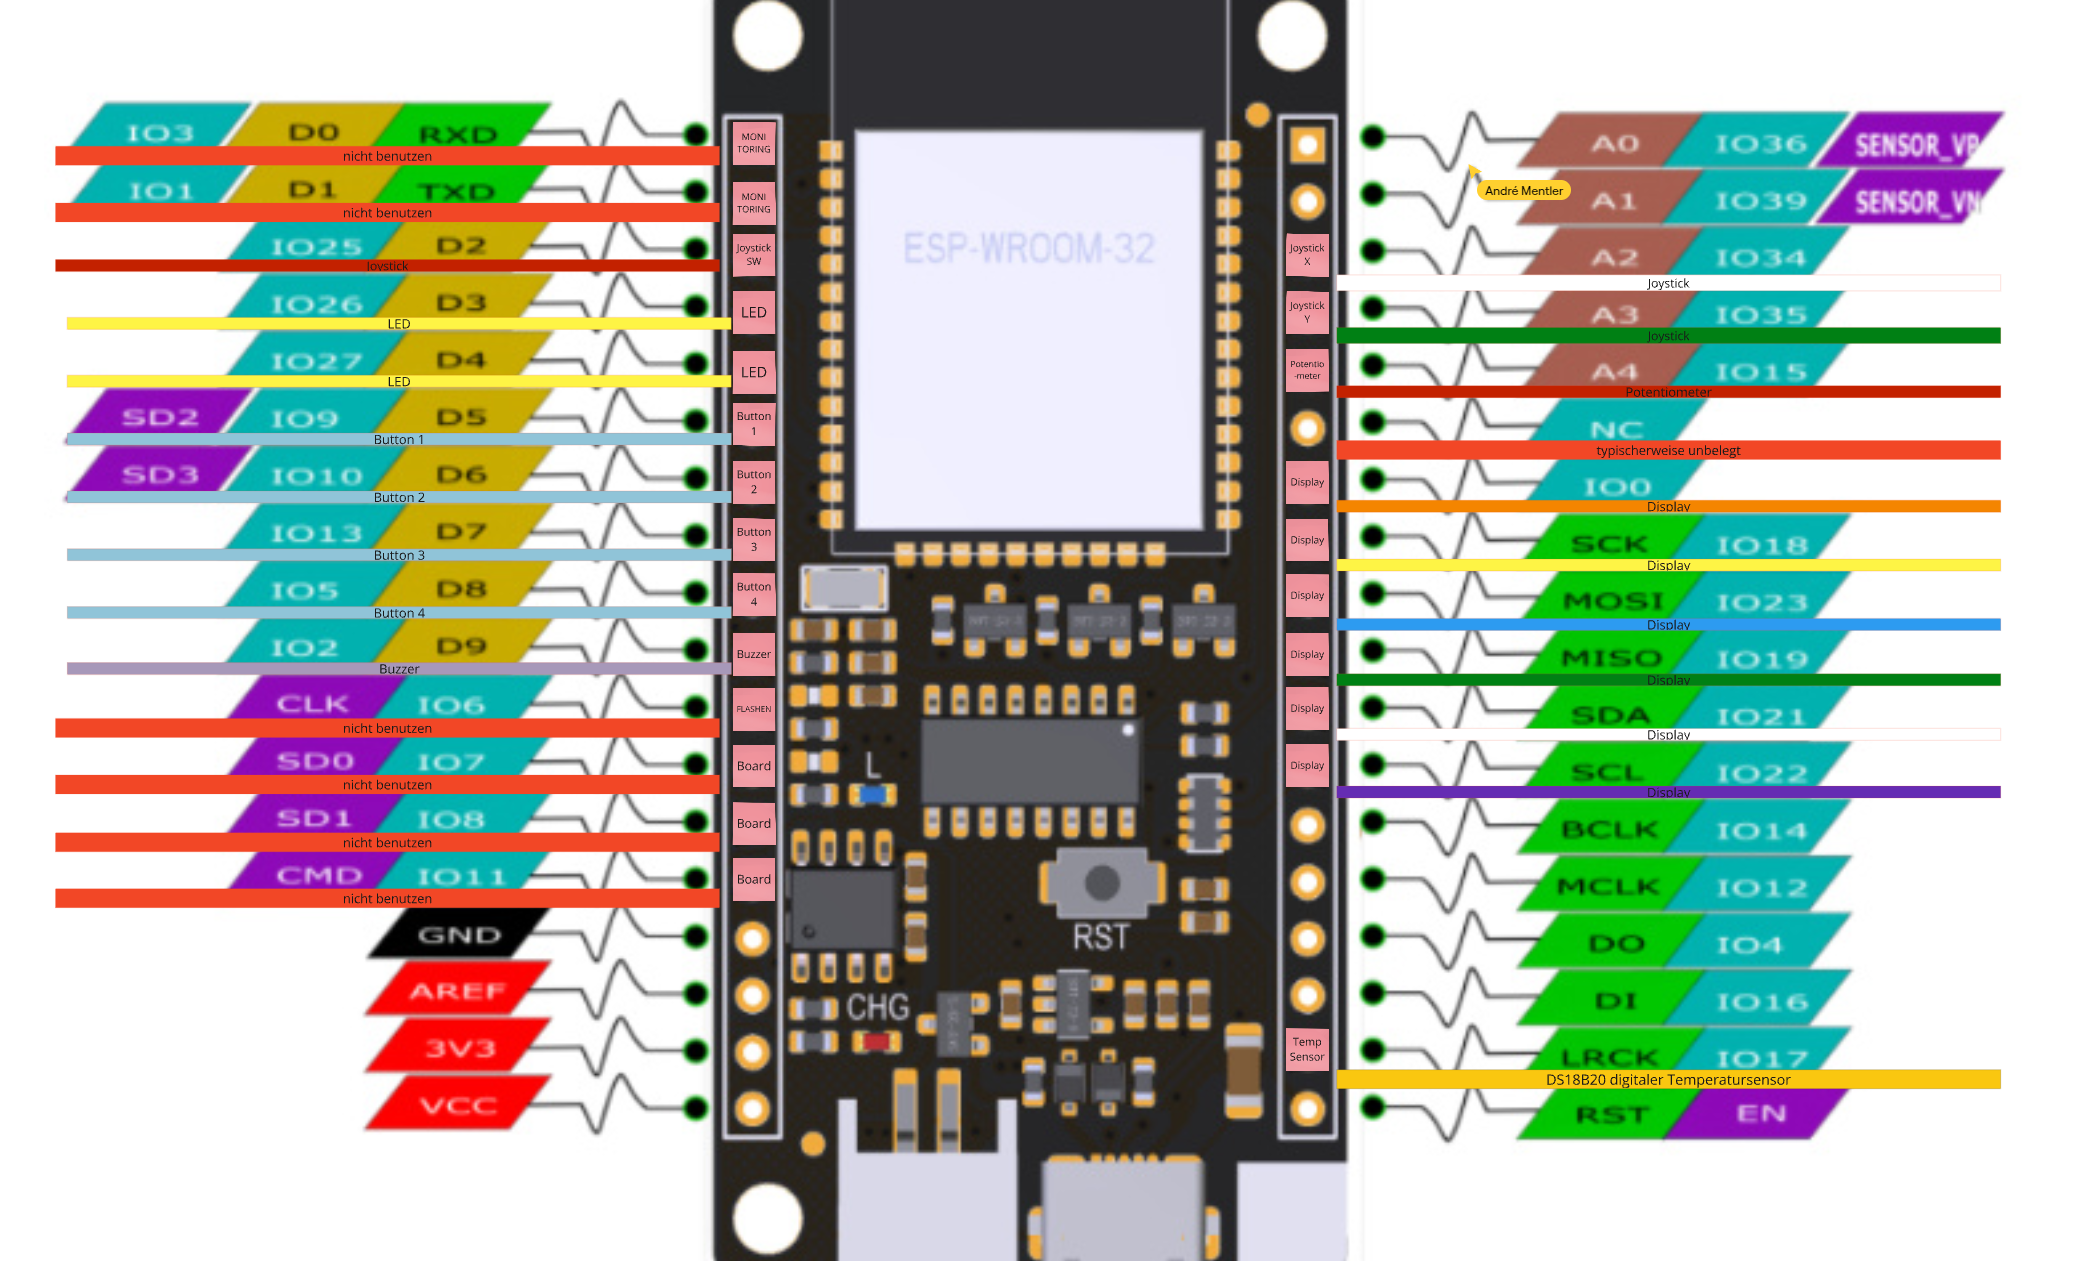 IO3 D0 RXD
nicht benutzen
IO1 D1 TXD
nicht benutzen
IO25 D2
Joystick
IO26 D3
LED
IO27 D4
LED
SD2 IO9 D5
Button 1
SD3 IO10 D6
Button 2
IO13 D7
Button 3
IO5 D8
Button 4
IO2 D9
Buzzer
CLK IO6
nicht benutzen
SD0 IO7
nicht benutzen
SD1 IO8
nicht benutzen
CMD IO11
nicht benutzen
GND
AREF
3V3
VCC
MONI
TORING
MONI
TORING
Joystick
SW
LED
LED
Button
1
Button
2
Button
3
Button
4
Buzzer
FLASHEN
Board
Board
Board
ESP-WROOM-32
L
RST
CHG
Joystick
X
Joystick
Y
Potentio
-meter
Display
Display
Display
Display
Display
Display
Temp
Sensor
A0 IO36 SENSOR_VP
André Mentler
A1 IO39 SENSOR_VN
A2 IO34
Joystick
A3 IO35
Joystick
A4 IO15
Potentiometer
NC
typischerweise unbelegt
IO0
Display
SCK IO18
Display
MOSI IO23
Display
MISO IO19
Display
SDA IO21
Display
SCL IO22
Display
BCLK IO14
MCLK IO12
DO IO4
DI IO16
LRCK IO17
DS18B20 digitaler Temperatursensor
RST EN